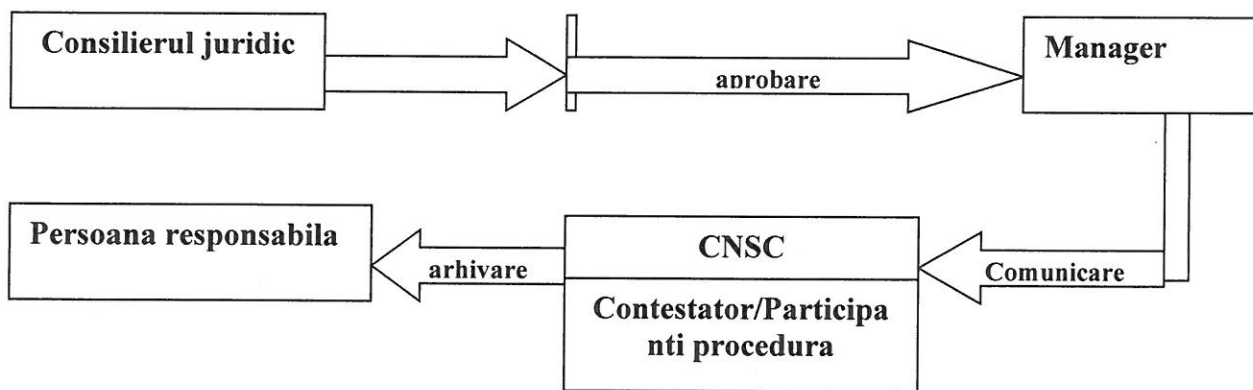 Consilierul juridic
aprobare
Manager
Persoana responsabila
arhivare
CNSC
Comunicare
Contestator/Participa
nti procedura